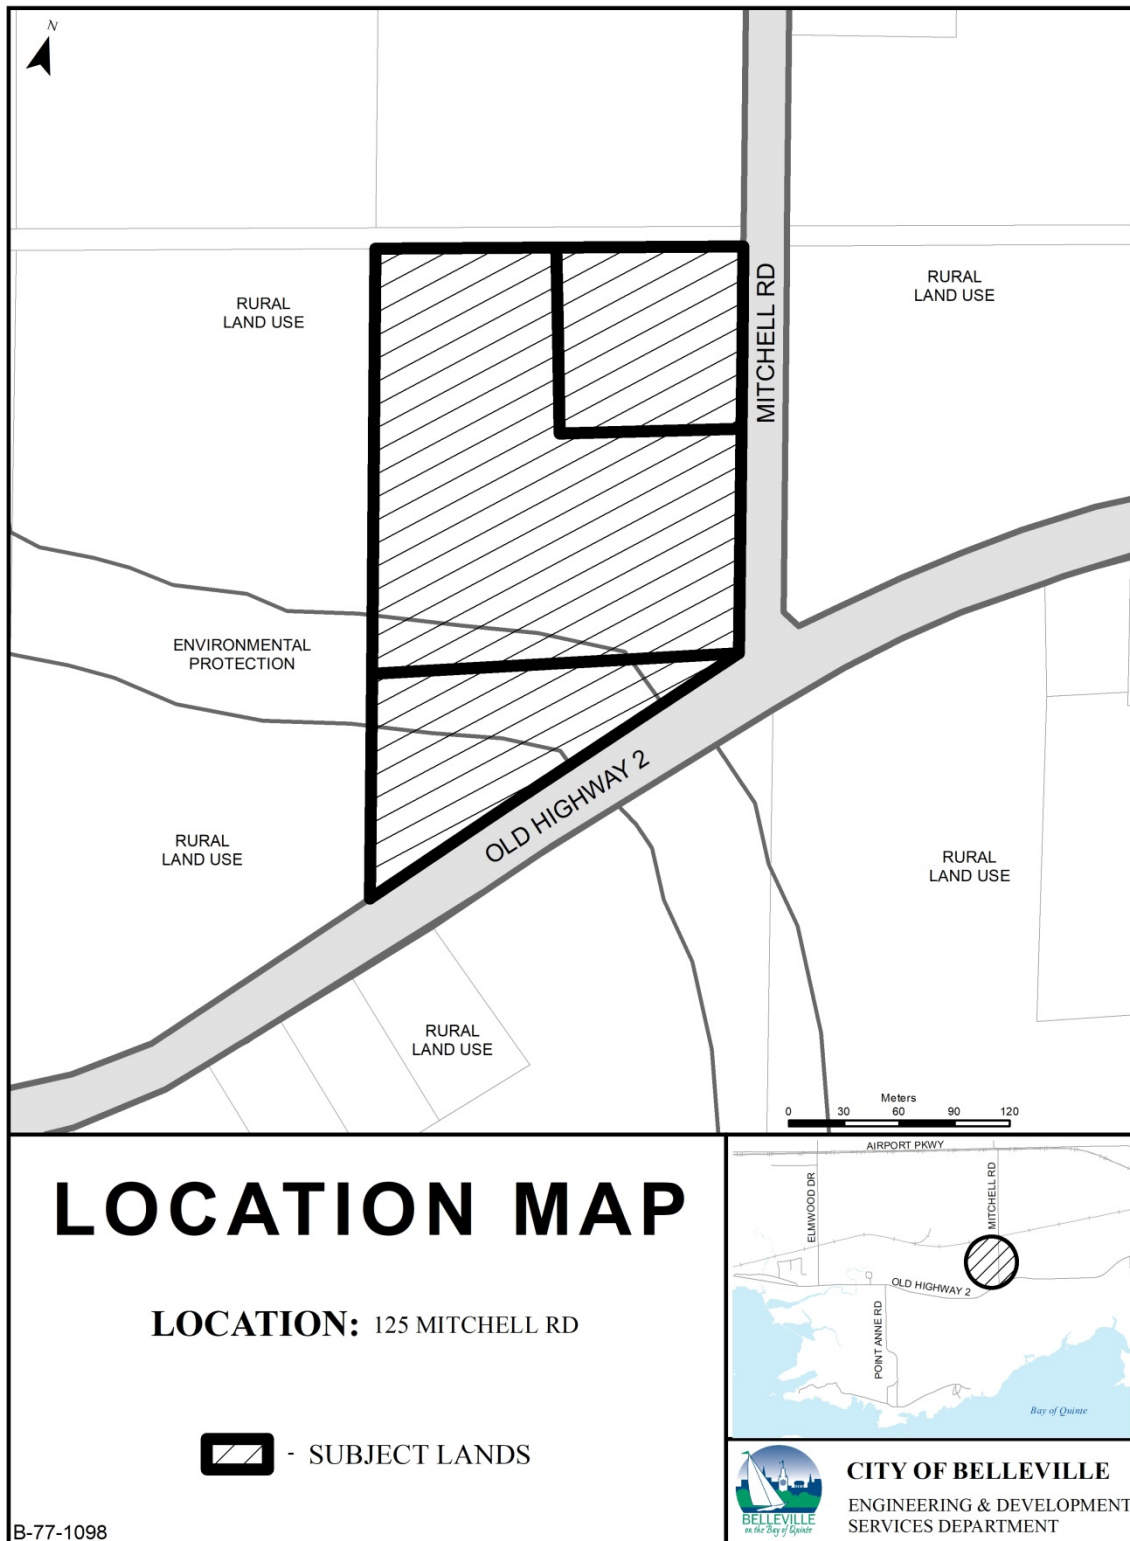 N
RURAL
LAND USE
RURAL
LAND USE
MITCHELL RD
ENVIRONMENTAL
PROTECTION
OLD HIGHWAY 2
RURAL
LAND USE
RURAL
LAND USE
RURAL
LAND USE
Meters
0 30 60 90 120
LOCATION MAP
LOCATION: 125 MITCHELL RD
- SUBJECT LANDS
B-77-1098
AIRPORT PKWY
ELMWOOD DR
MITCHELL RD
OLD HIGHWAY 2
POINT ANNE RD
Bay of Quinte
BELLEVILLE
on the Bay of Quinte
CITY OF BELLEVILLE
ENGINEERING & DEVELOPMENT
SERVICES DEPARTMENT